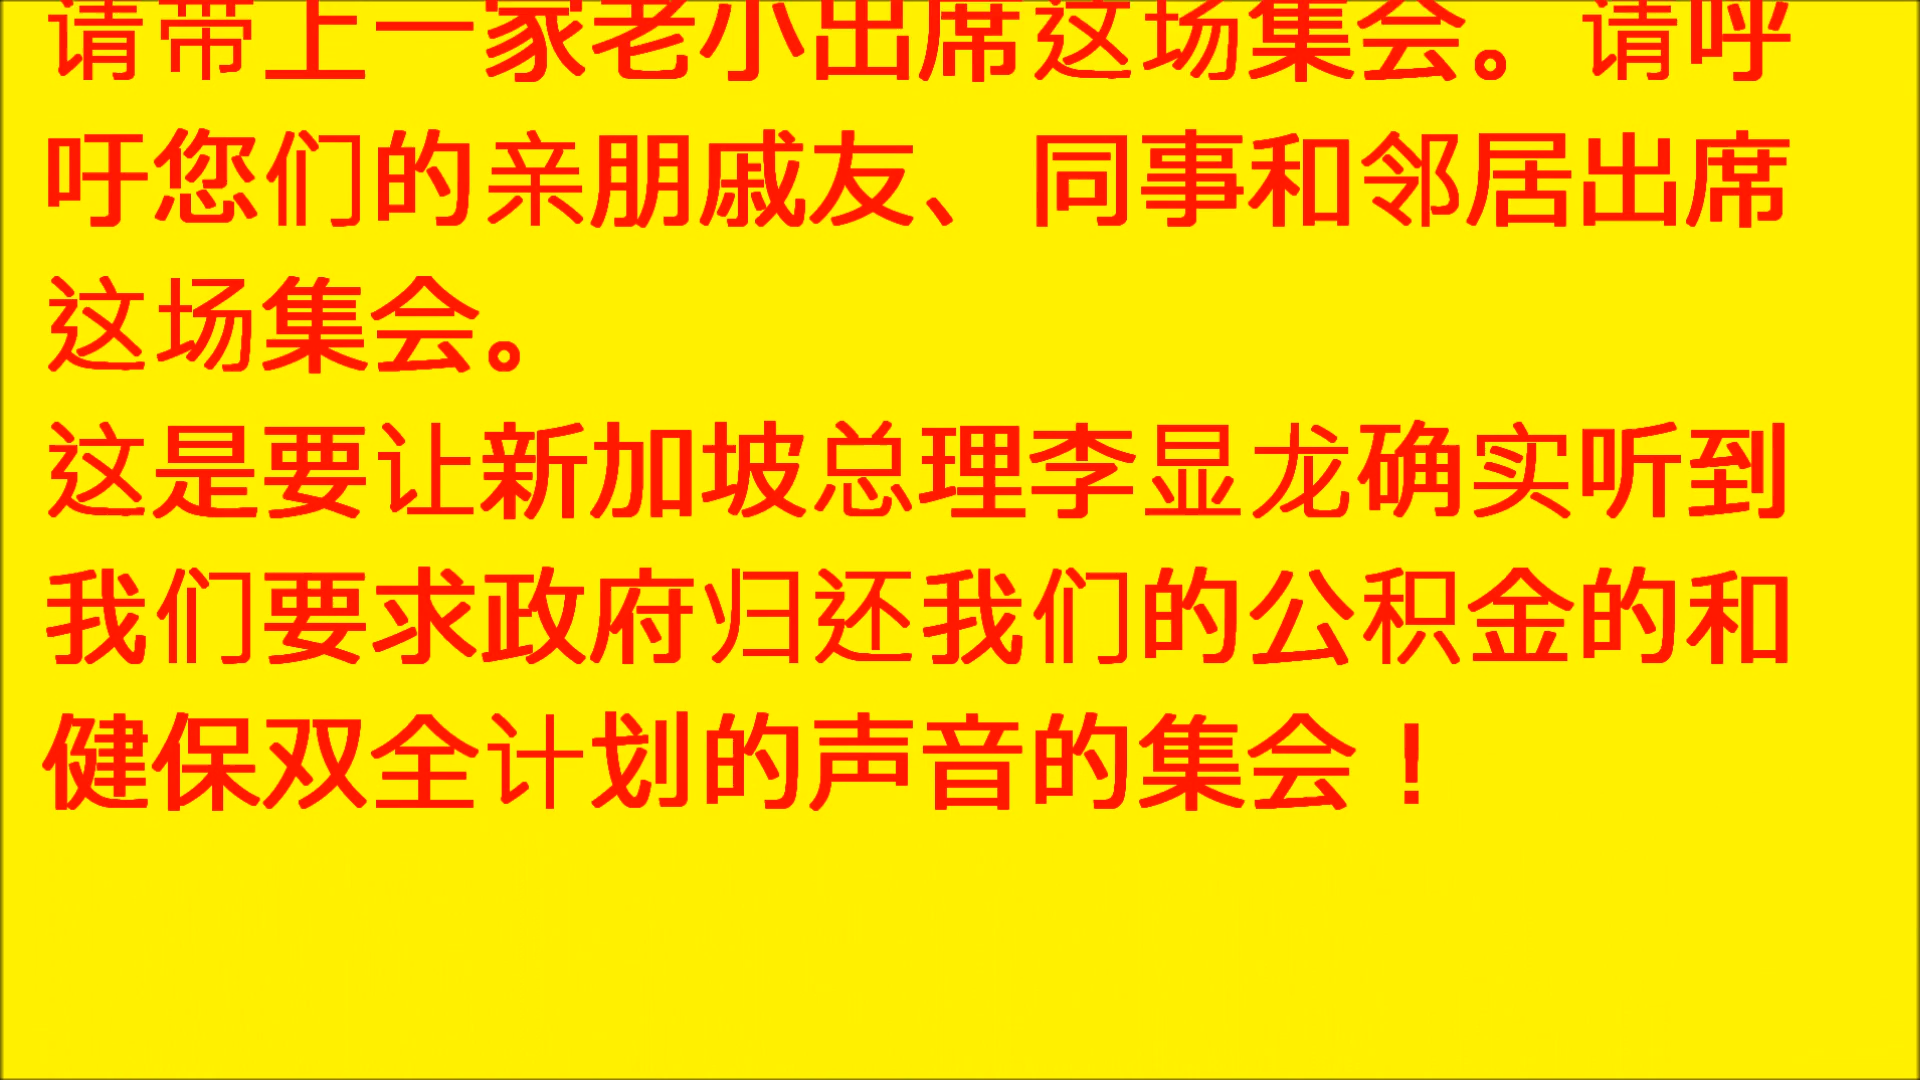 请带上一家老小出席这场集会。请呼
吁您们的亲朋戚友、同事和邻居出席
这场集会。
这是要让新加坡总理李显龙确实听到
我们要求政府归还我们的公积金的和
健保双全计划的声音的集会！